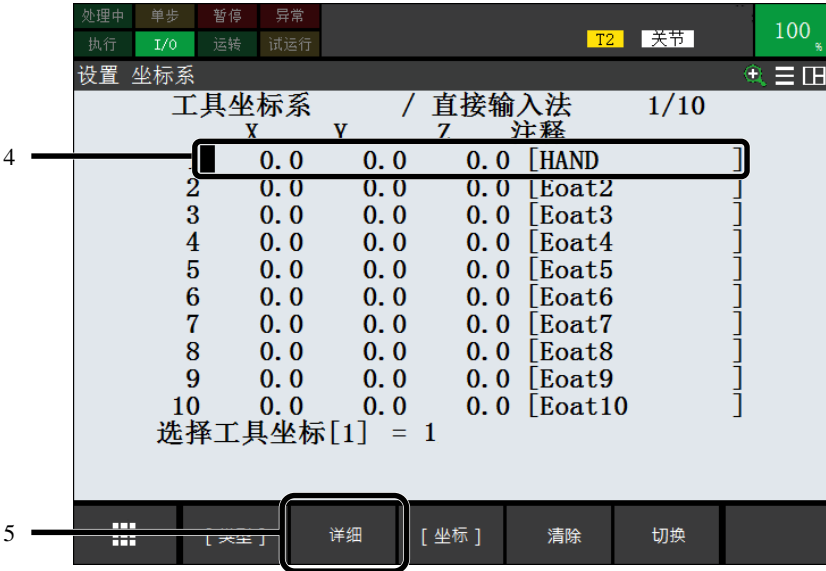 处理中 单步 暂停 异常
执行 I/O 运转 试运行 T2 关节 100 %
设置 坐标系
工具坐标系 / 直接输入法 1/10
X Y Z 注释
4
1 0.0 0.0 0.0 [HAND ]
2 0.0 0.0 0.0 [Eoat2 ]
3 0.0 0.0 0.0 [Eoat3 ]
4 0.0 0.0 0.0 [Eoat4 ]
5 0.0 0.0 0.0 [Eoat5 ]
6 0.0 0.0 0.0 [Eoat6 ]
7 0.0 0.0 0.0 [Eoat7 ]
8 0.0 0.0 0.0 [Eoat8 ]
9 0.0 0.0 0.0 [Eoat9 ]
10 0.0 0.0 0.0 [Eoat10 ]
选择工具坐标[1] = 1
5
[ 类型 ] 详细 [ 坐标 ] 清除 切换